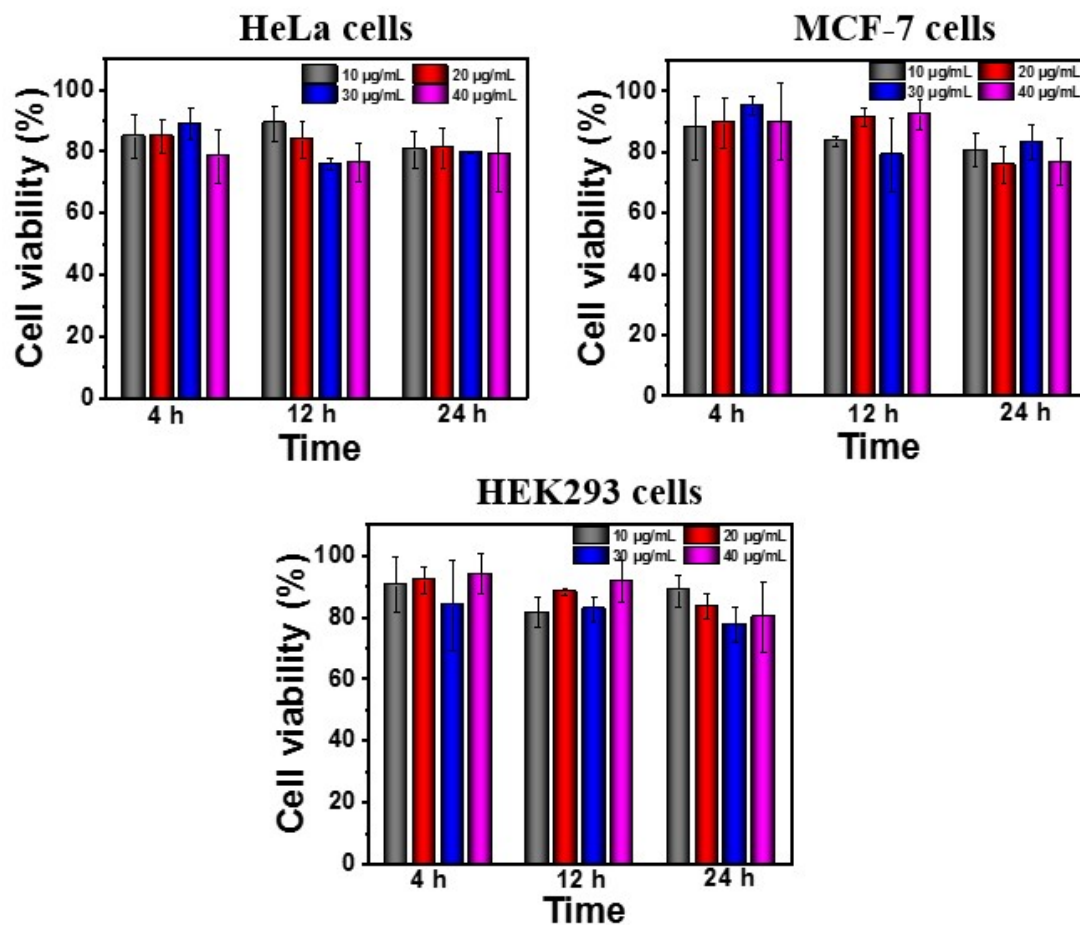 HeLa cells
10 µg/mL 20 µg/mL
30 µg/mL 40 µg/mL
Cell viability (%)
100
80
60
40
20
0
4 h 12 h 24 h
Time
MCF-7 cells
10 µg/mL 20 µg/mL
30 µg/mL 40 µg/mL
Cell viability (%)
100
80
60
40
20
0
4 h 12 h 24 h
Time
HEK293 cells
10 µg/mL 20 µg/mL
30 µg/mL 40 µg/mL
Cell viability (%)
100
80
60
40
20
0
4 h 12 h 24 h
Time